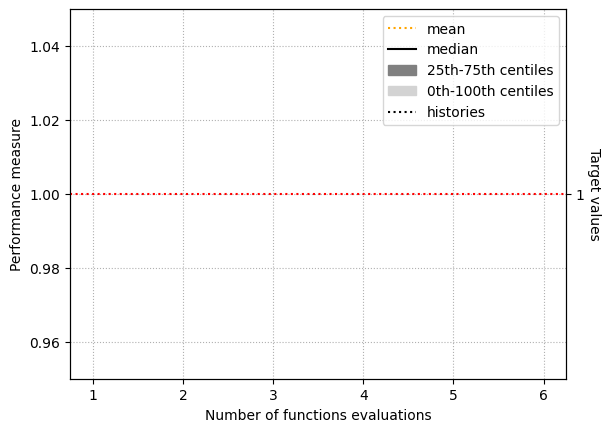 mean
median
25th-75th centiles
0th-100th centiles
histories
1.04
1.02
1.00
0.98
0.96
Performance measure
1
Target values
1 2 3 4 5 6
Number of functions evaluations